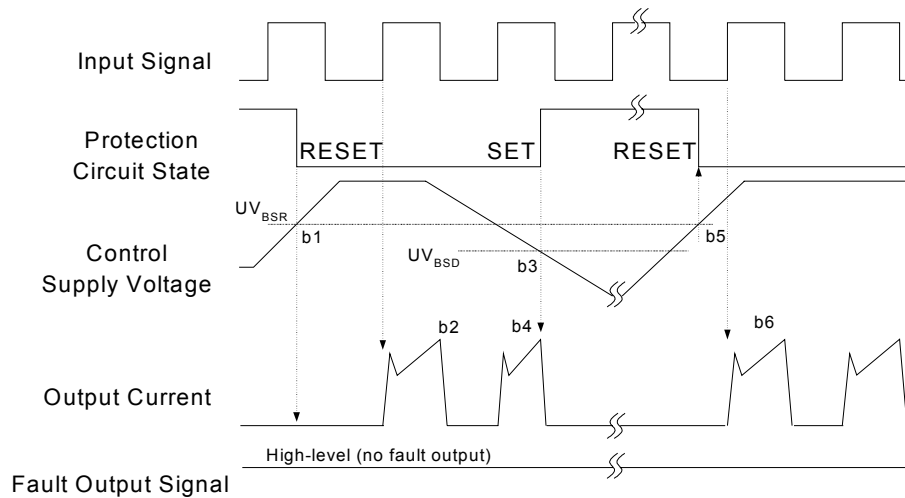 Input Signal
Protection
Circuit State
RESET
SET
RESET
UV BSR
b1
UV BSD
b3
b5
Control
Supply Voltage
b2
b4
b6
Output Current
High-level (no fault output)
Fault Output Signal